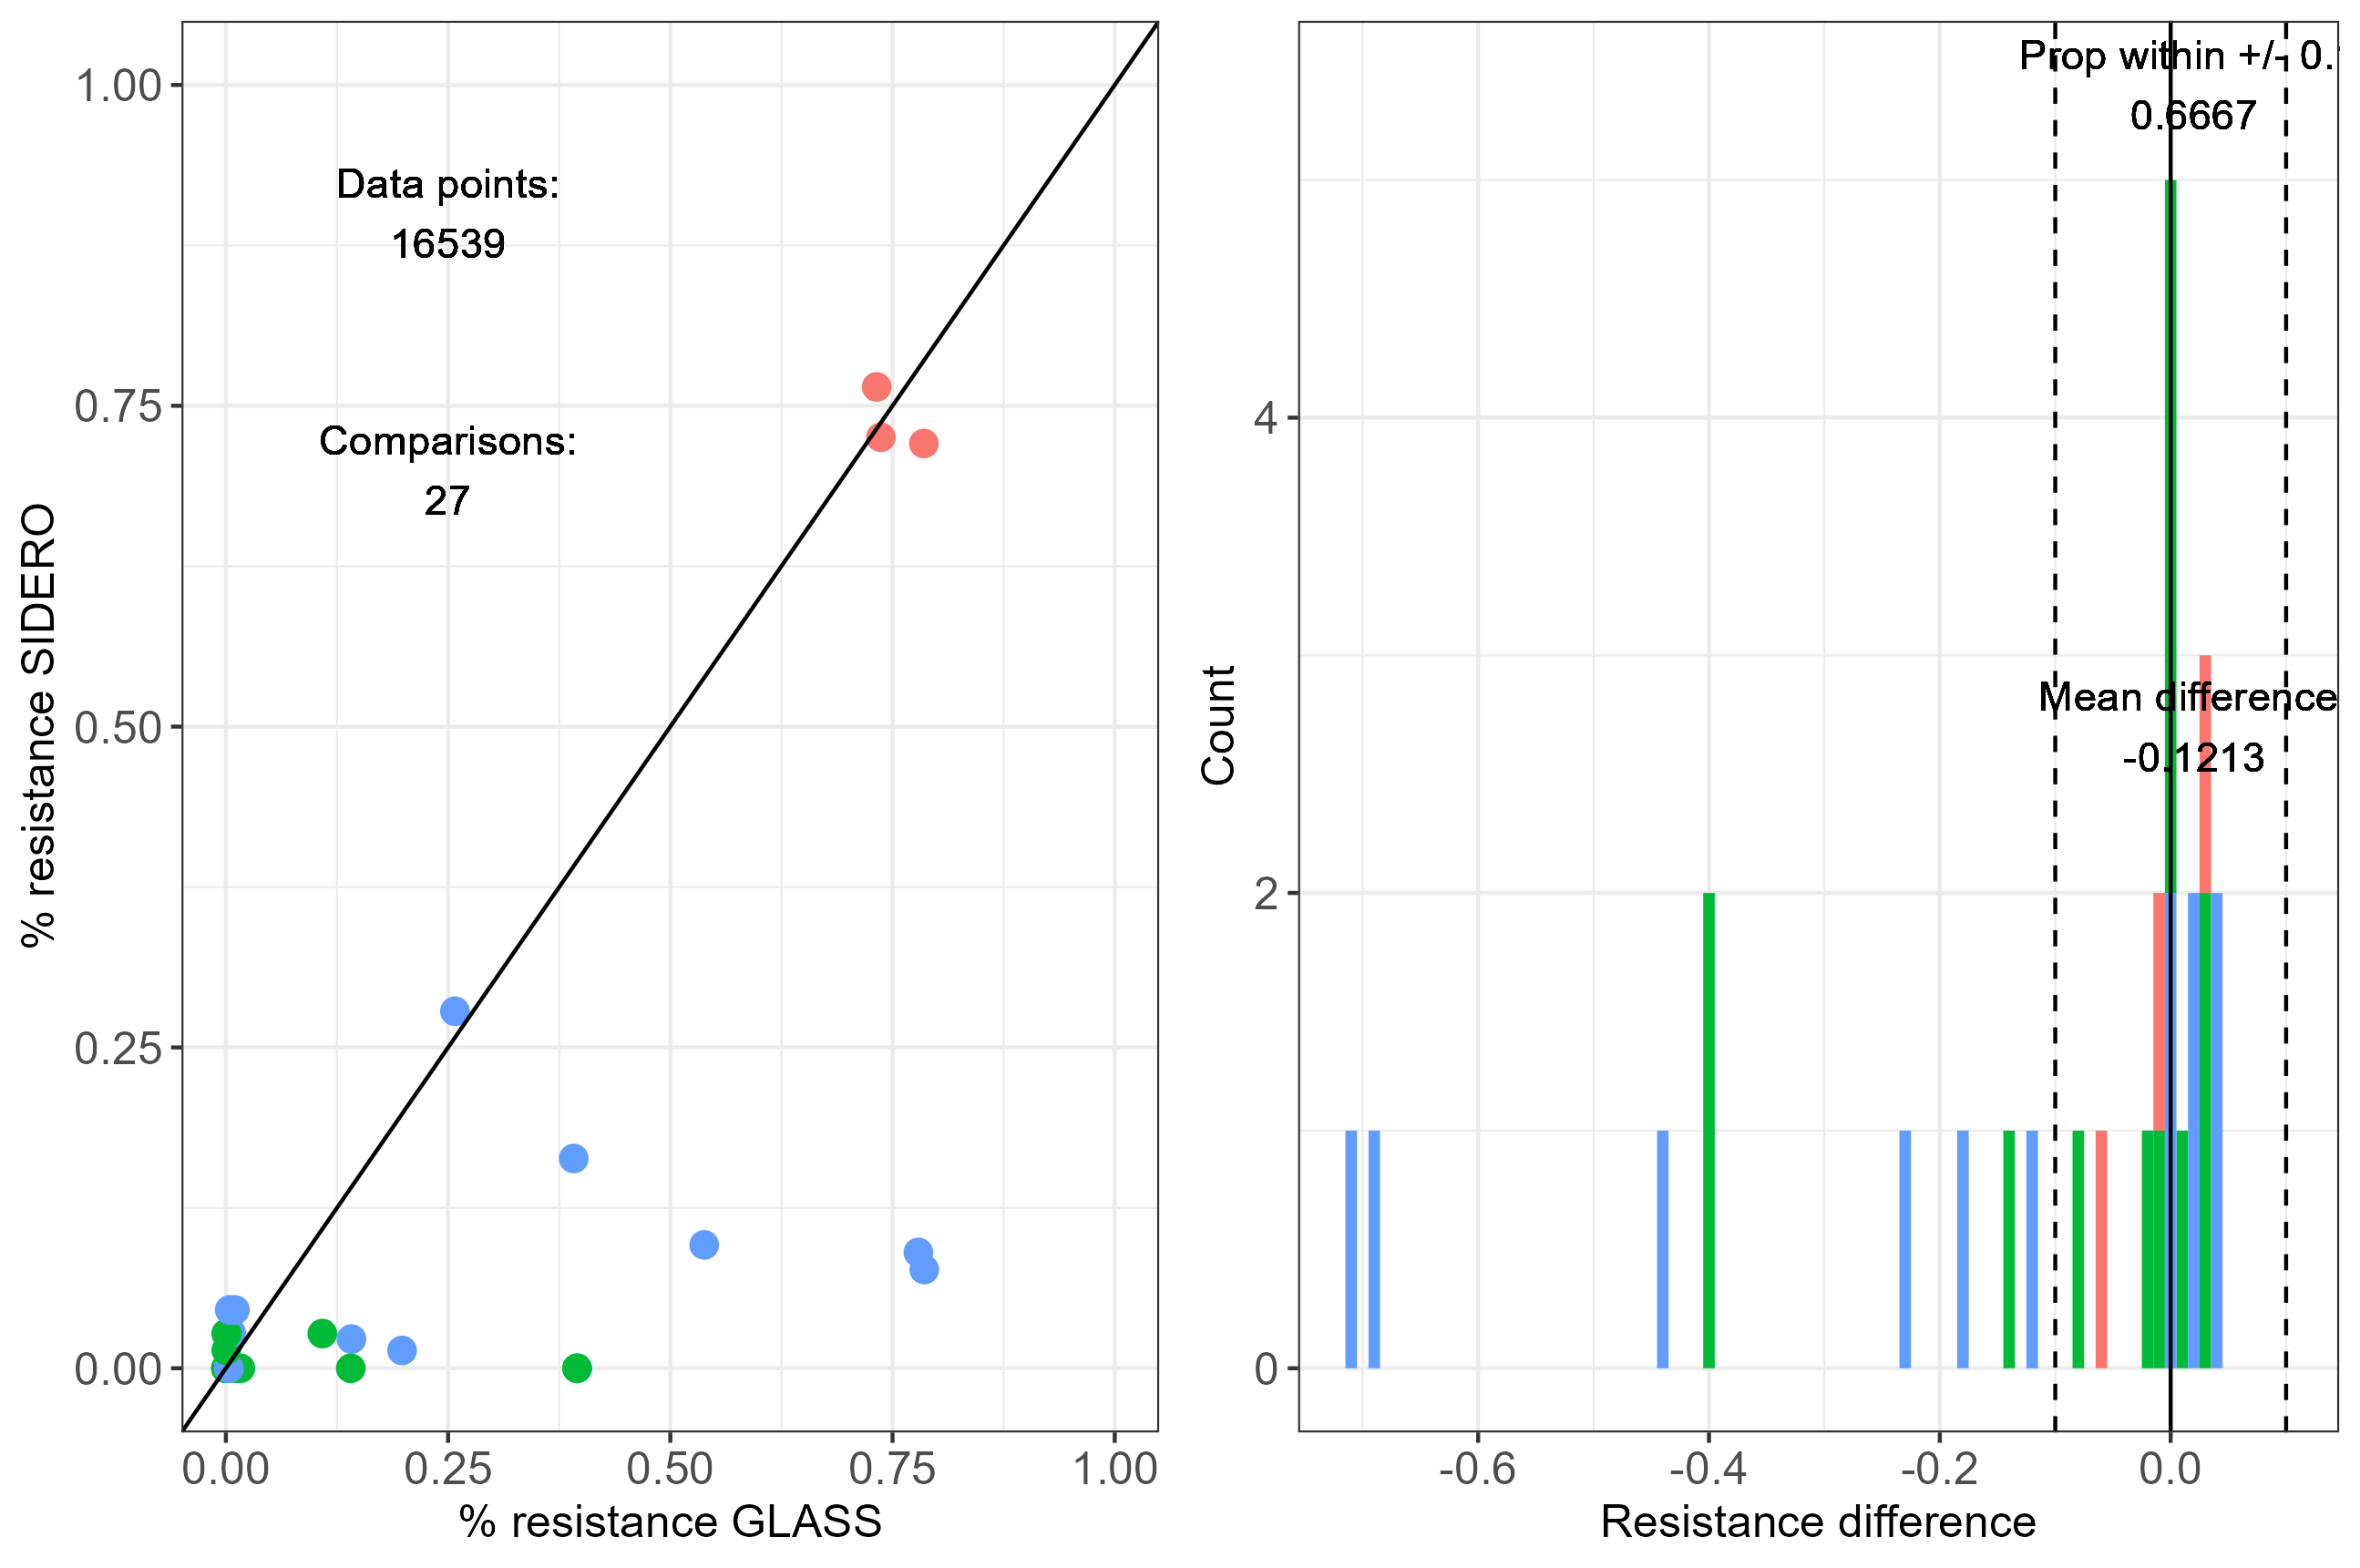 1.00
0.75
0.50
0.25
0.00
% resistance SIDERO
Data points:
16539
Comparisons:
27
0.00 0.25 0.50 0.75 1.00
% resistance GLASS
Prop within +/- 0.
0.6667
Mean difference
-0.1213
4
2
0
Count
-0.6 -0.4 -0.2 0.0
Resistance difference